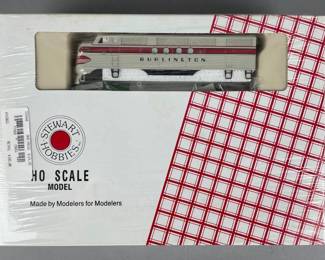 BURLINGTON
STEWART
HOBBIES
HO SCALE
MODEL
Made by Modelers for Modelers